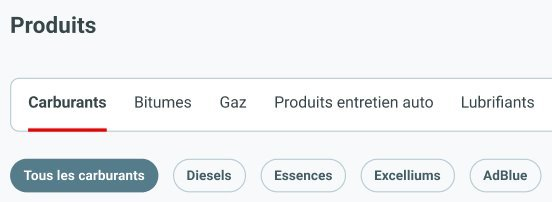 Produits
Carburants Bitumes Gaz Produits entretien auto Lubrifiants
Tous les carburants Diesels Essences Excelliums AdBlue